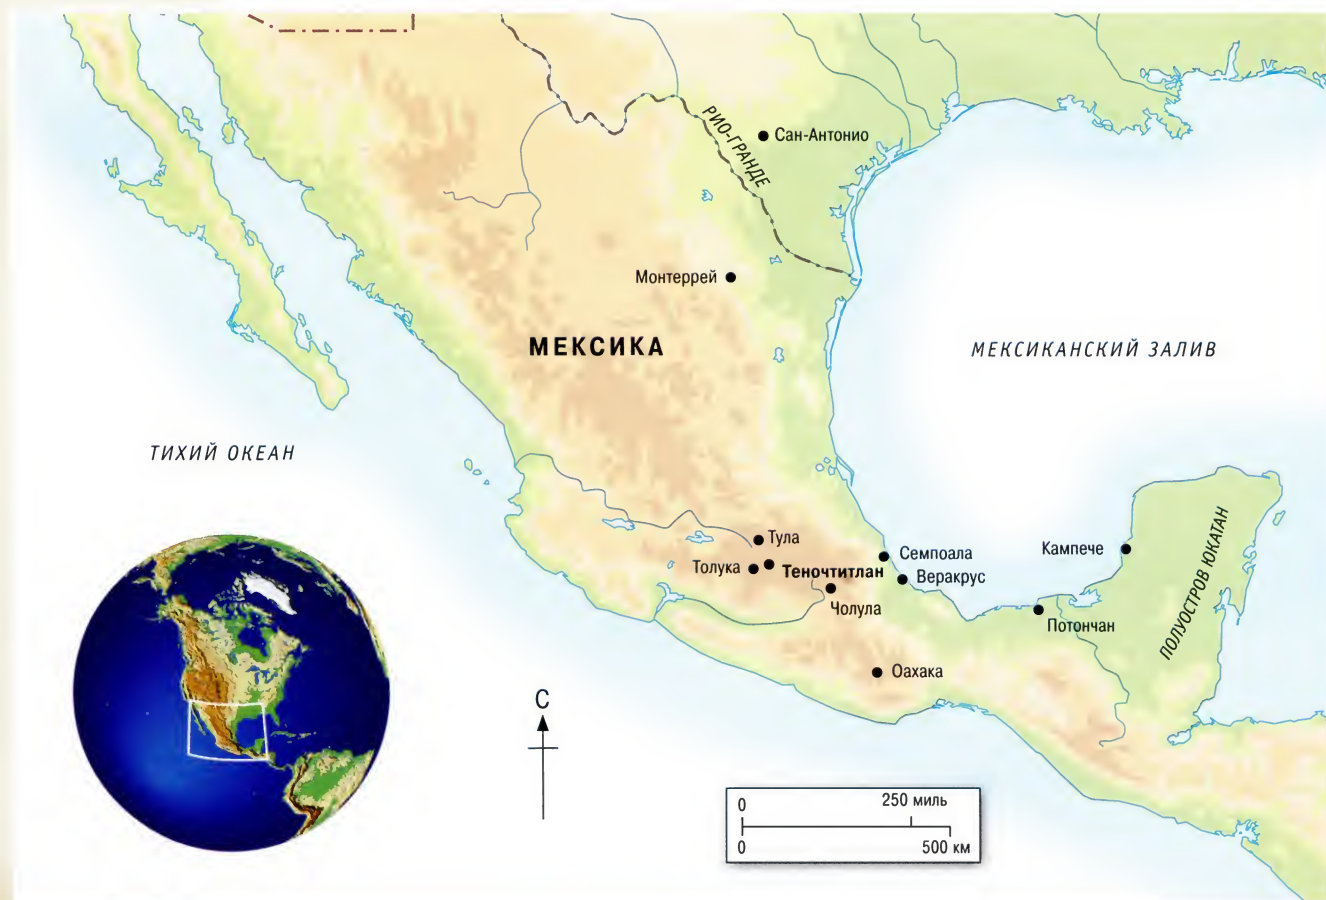 РИО-ГРАНДЕ
Сан-Антонио
Монтеррей
МЕКСИКА
МЕКСИКАНСКИЙ ЗАЛИВ
ТИХИЙ ОКЕАН
Тула
Толука
Теночтитлан
Чолула
Семпоала
Веракрус
Кампече
Потончан
ПОЛУОСТРОВ ЮКАТАН
Оахака
С
0
250 миль
0
500 км